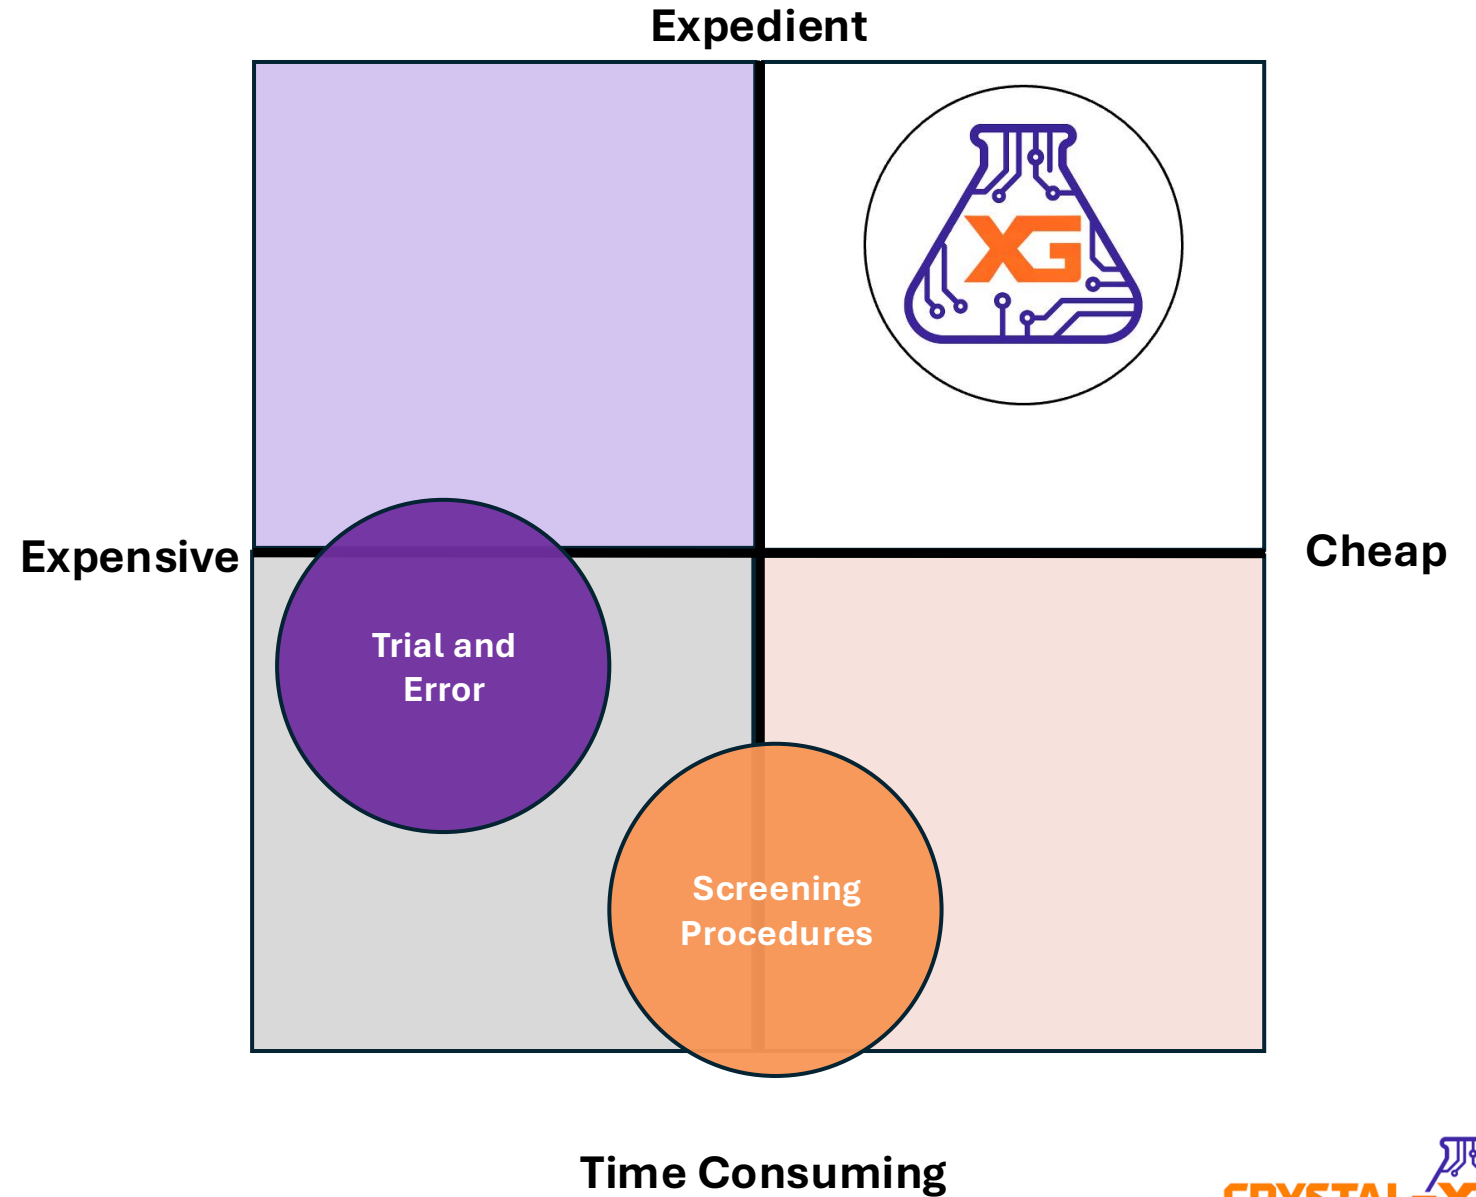 Expedient
XG
Expensive
Cheap
Trial and
Error
Screening
Procedures
Time Consuming